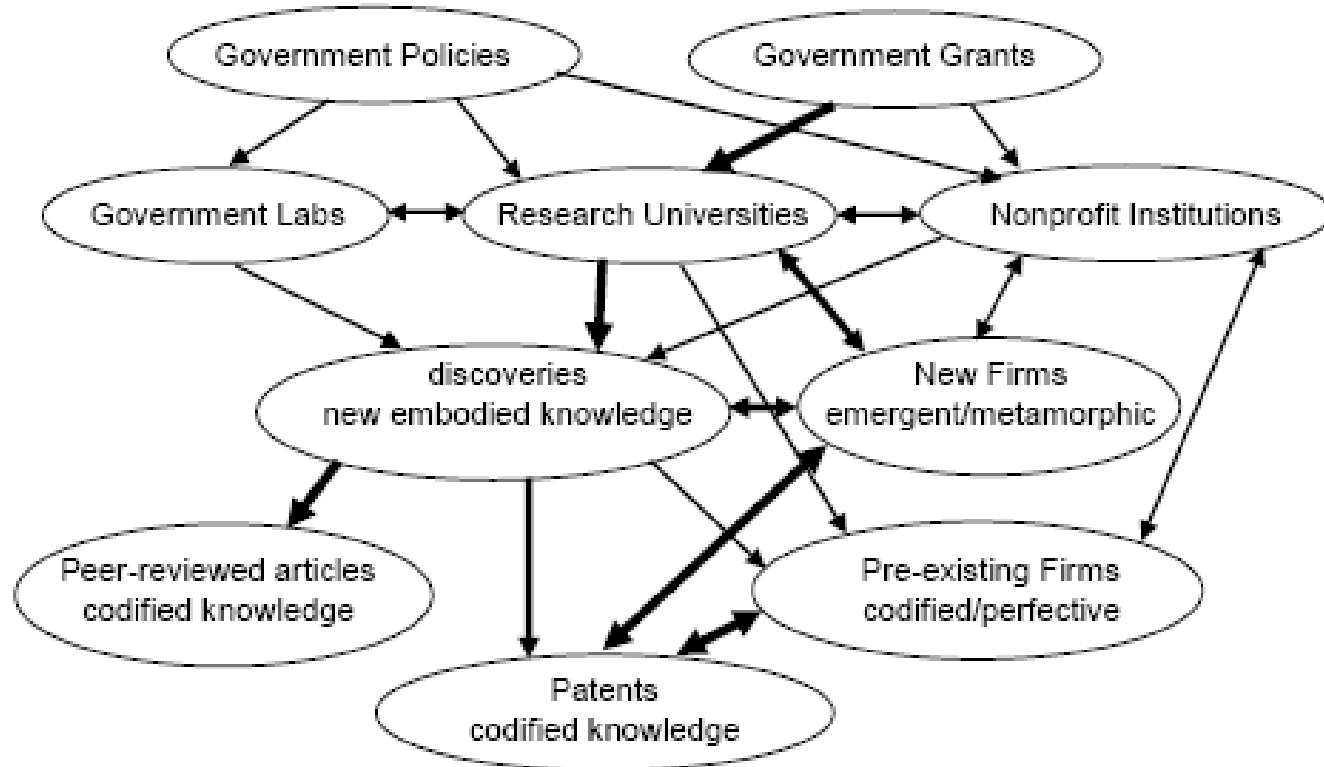 Government Policies
Government Grants
Government Labs
Research Universities
Nonprofit Institutions
discoveries
new embodied knowledge
New Firms
emergent/metamorphic
Peer-reviewed articles
codified knowledge
Pre-existing Firms
codified/perfective
Patents
codified knowledge